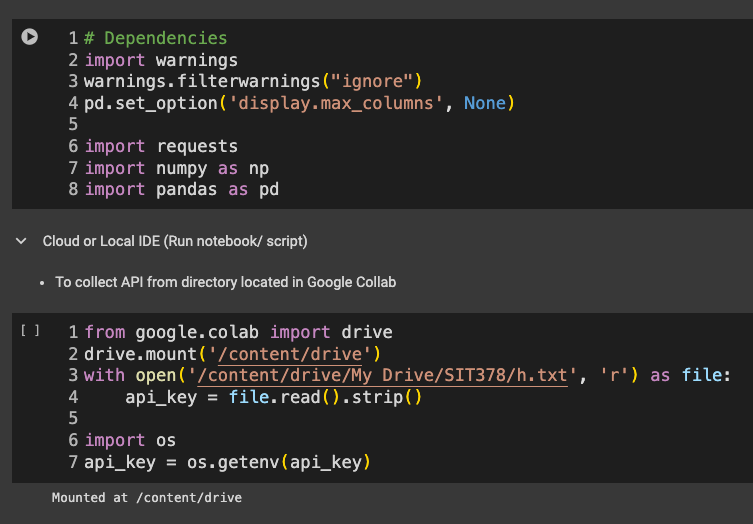 1 # Dependencies
2 import warnings
3 warnings.filterwarnings("ignore")
4 pd.set_option('display.max_columns', None)
5
6 import requests
7 import numpy as np
8 import pandas as pd
Cloud or Local IDE (Run notebook/ script)
• To collect API from directory located in Google Collab
[ ] 1 from google.colab import drive
2 drive.mount('/content/drive')
3 with open('/content/drive/My Drive/SIT378/h.txt', 'r') as file:
4     api_key = file.read().strip()
5
6 import os
7 api_key = os.getenv(api_key)
Mounted at /content/drive